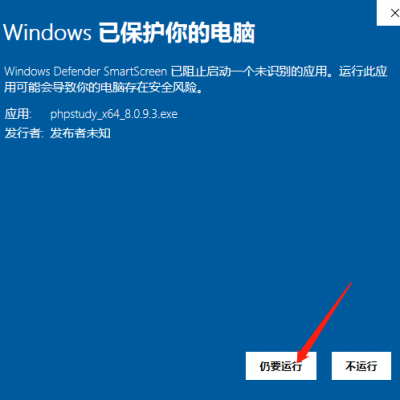 Windows 已保护你的电脑
Windows Defender SmartScreen 已阻止启动一个未识别的应用。运行此应
用可能会导致你的电脑存在安全风险。
应用: phpstudy_x64_8.0.9.3.exe
发行者: 发布者未知
仍要运行 不运行